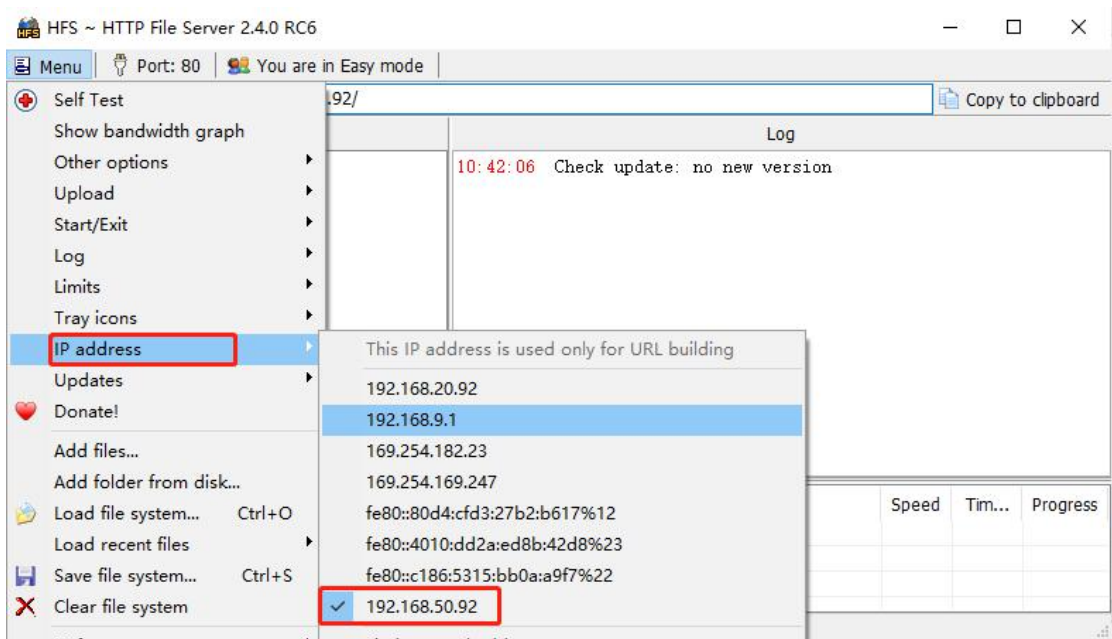 HFS ~ HTTP File Server 2.4.0 RC6
Menu Port: 80 You are in Easy mode
Self Test
.92/
Copy to clipboard
Show bandwidth graph
Log
Other options
10:42:06 Check update: no new version
Upload
Start/Exit
Log
Limits
Tray icons
IP address
This IP address is used only for URL building
Updates
192.168.20.92
Donate!
192.168.9.1
Add files...
169.254.182.23
Add folder from disk...
169.254.169.247
Speed Tim... Progress
Load file system... Ctrl+O
fe80::80d4:cfd3:27b2:b617%12
Load recent files
fe80::4010:dd2a:ed8b:42d8%23
Save file system... Ctrl+S
fe80::c186:5315:bb0a:a9f7%22
Clear file system
192.168.50.92